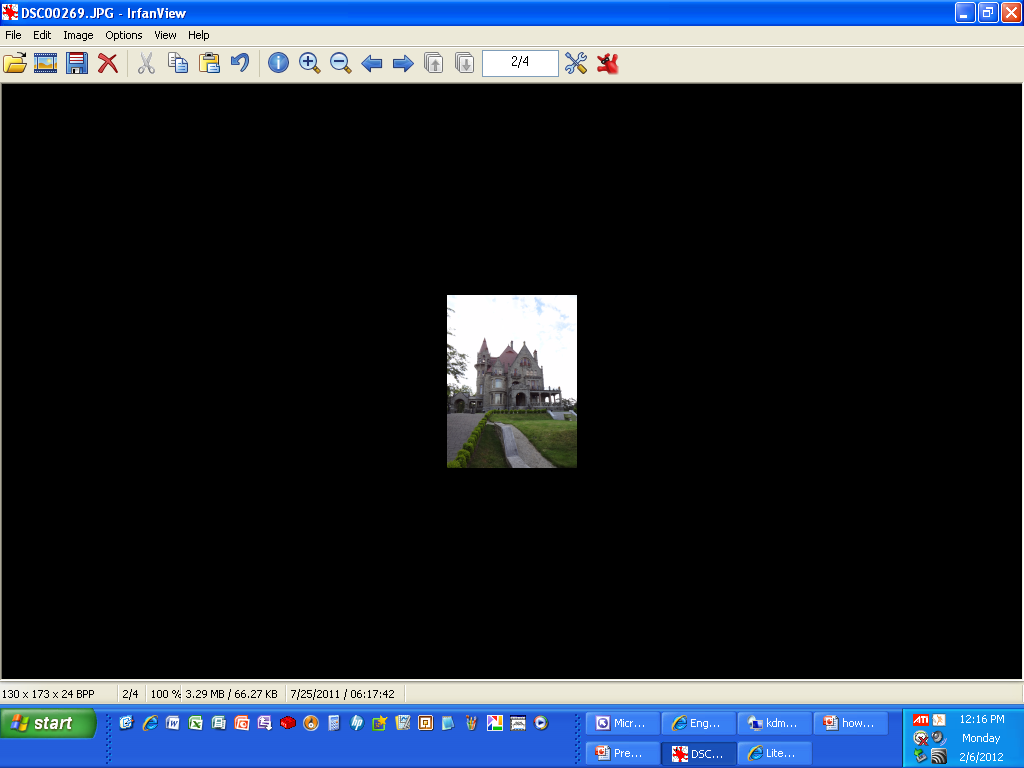 DSC00269.JPG - IrfanView
File Edit Image Options View Help
2/4
130 x 173 x 24 BPP 2/4 100 % 3.29 MB / 66.27 KB 7/25/2011 / 06:17:42
start
Micr... Eng... kdm... how...
Pre... DSC... Lite...
ATI 12:16 PM
Monday
2/6/2012